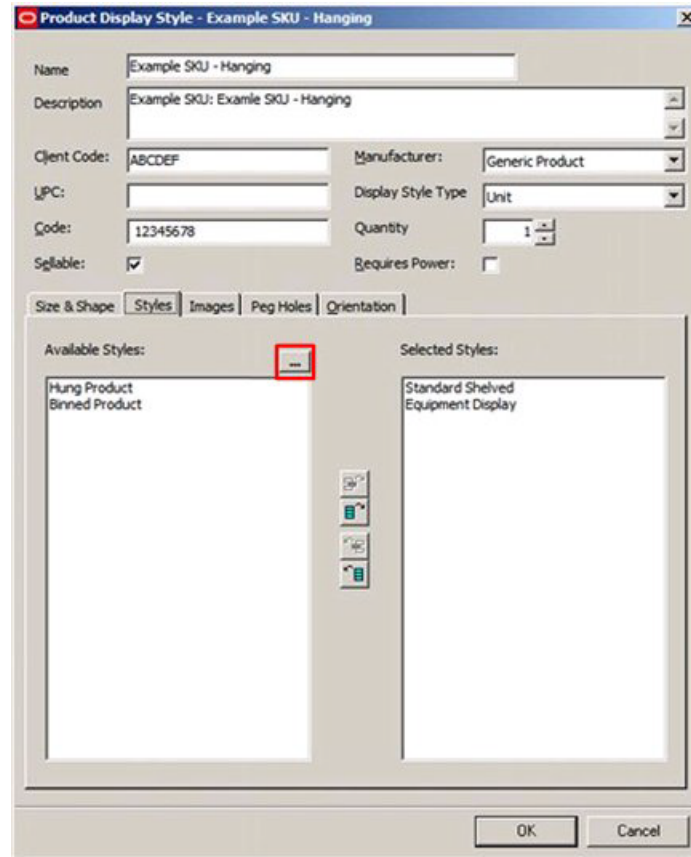 Product Display Style - Example SKU - Hanging
Name Example SKU - Hanging
Description Example SKU: Examle SKU - Hanging
Client Code: ABCDEF Manufacturer: Generic Product
UPC: Display Style Type Unit
Code: 12345678 Quantity 1
Sellable: Requires Power:
Size & Shape Styles Images Peg Holes Orientation
Available Styles: ... Selected Styles:
Hung Product Standard Shelved
Binned Product Equipment Display
OK Cancel